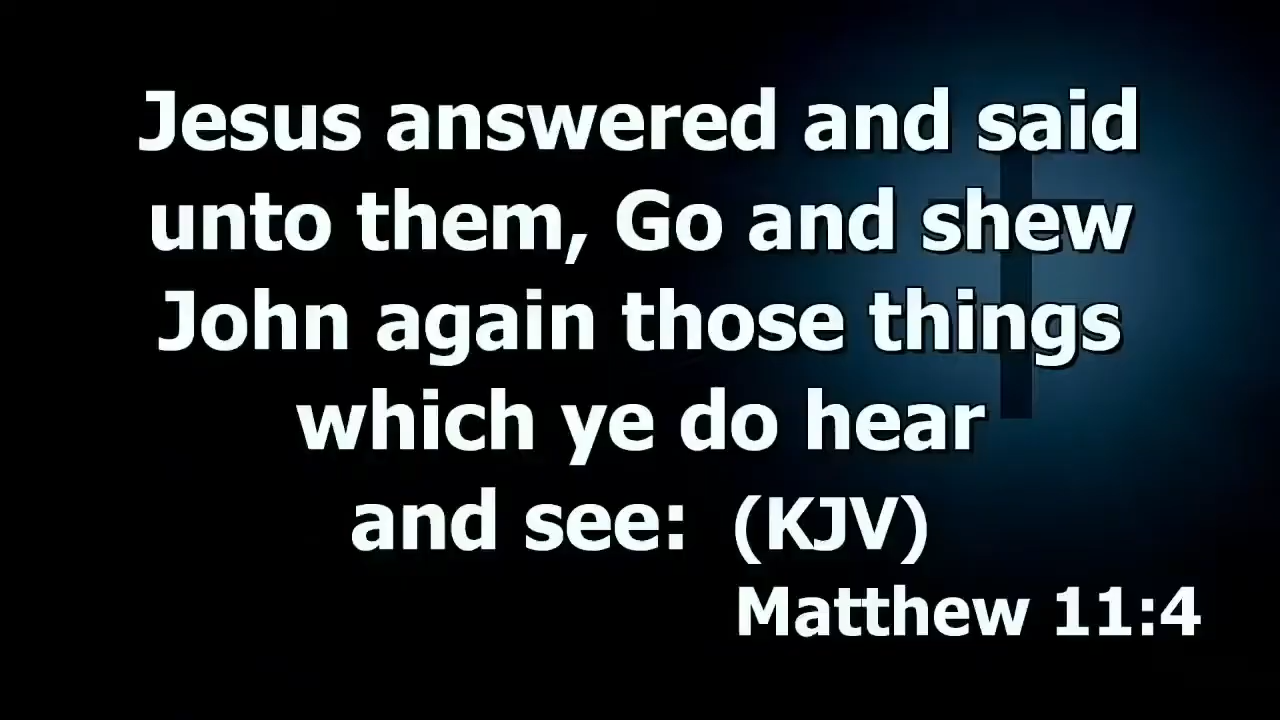 Jesus answered and said
unto them, Go and shew
John again those things
which ye do hear
and see: (KJV)
Matthew 11:4